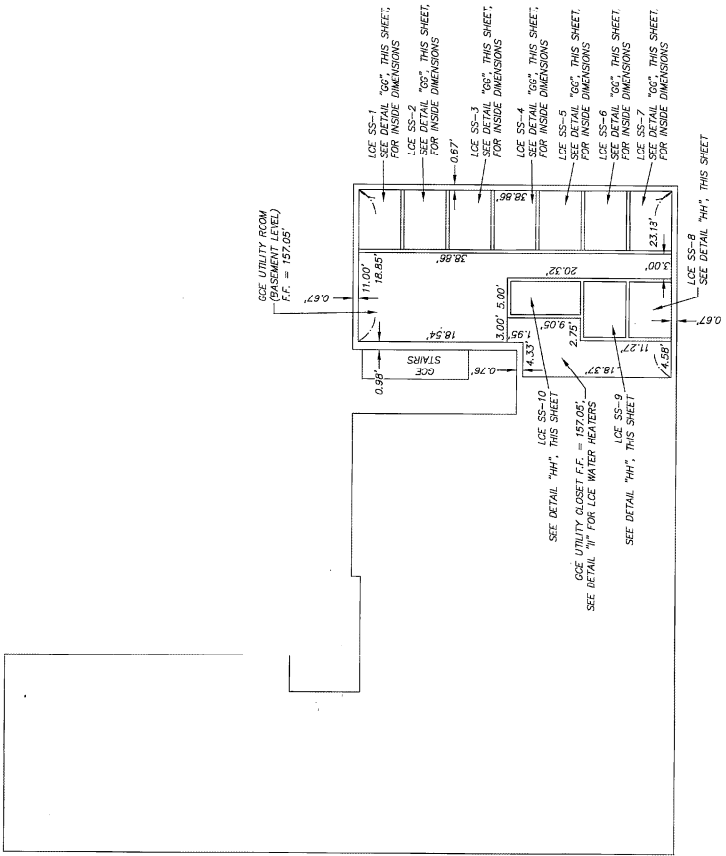 LCE SS-1
SEE DETAIL "GG", THIS SHEET,
FOR INSIDE DIMENSIONS
LCE SS-2
SEE DETAIL "GG", THIS SHEET,
FOR INSIDE DIMENSIONS
LCE SS-3
SEE DETAIL "GG", THIS SHEET,
FOR INSIDE DIMENSIONS
LCE SS-4
SEE DETAIL "GG", THIS SHEET,
FOR INSIDE DIMENSIONS
LCE SS-5
SEE DETAIL "GG", THIS SHEET,
FOR INSIDE DIMENSIONS
LCE SS-6
SEE DETAIL "GG", THIS SHEET,
FOR INSIDE DIMENSIONS
LCE SS-7
SEE DETAIL "GG", THIS SHEET,
FOR INSIDE DIMENSIONS
LCE SS-8
SEE DETAIL "HH", THIS SHEET
GCE UTILITY ROOM
(BASEMENT LEVEL)
F.F. = 157.05'
0.67'
0.67'
11.00'
18.85'
38.86'
38.86'
23.13'
3.00'
20.32'
5.00'
3.00'
1.95'
9.05'
2.75'
4.33'
11.27'
18.37'
4.58'
0.67'
18.54'
GCE
STAIRS
0.98'
0.76'
LCE SS-10
SEE DETAIL "HH", THIS SHEET
GCE UTILITY CLOSET F.F. = 157.05',
SEE DETAIL "II" FOR LCE WATER HEATERS
LCE SS-9
SEE DETAIL "HH", THIS SHEET